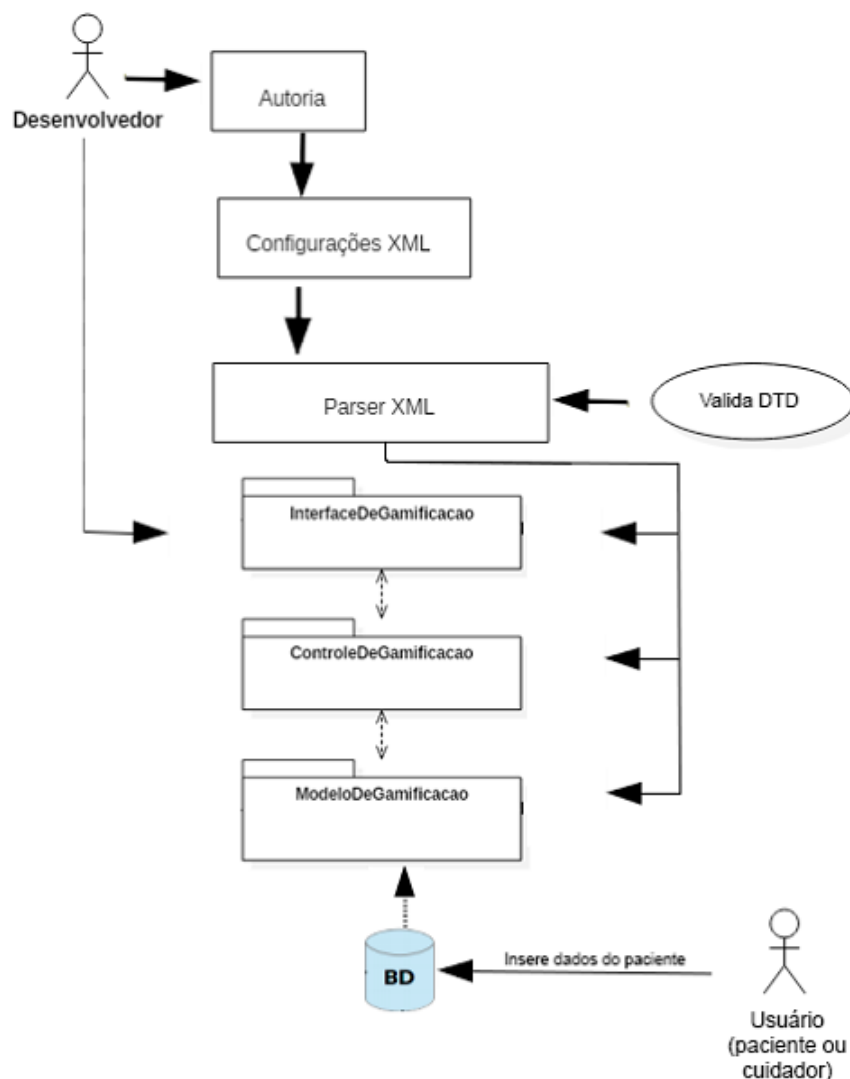 Desenvolvedor
Autoria
Configurações XML
Parser XML
Valida DTD
InterfaceDeGamificacao
ControleDeGamificacao
ModeloDeGamificacao
BD
Insere dados do paciente
Usuário
(paciente ou
cuidador)